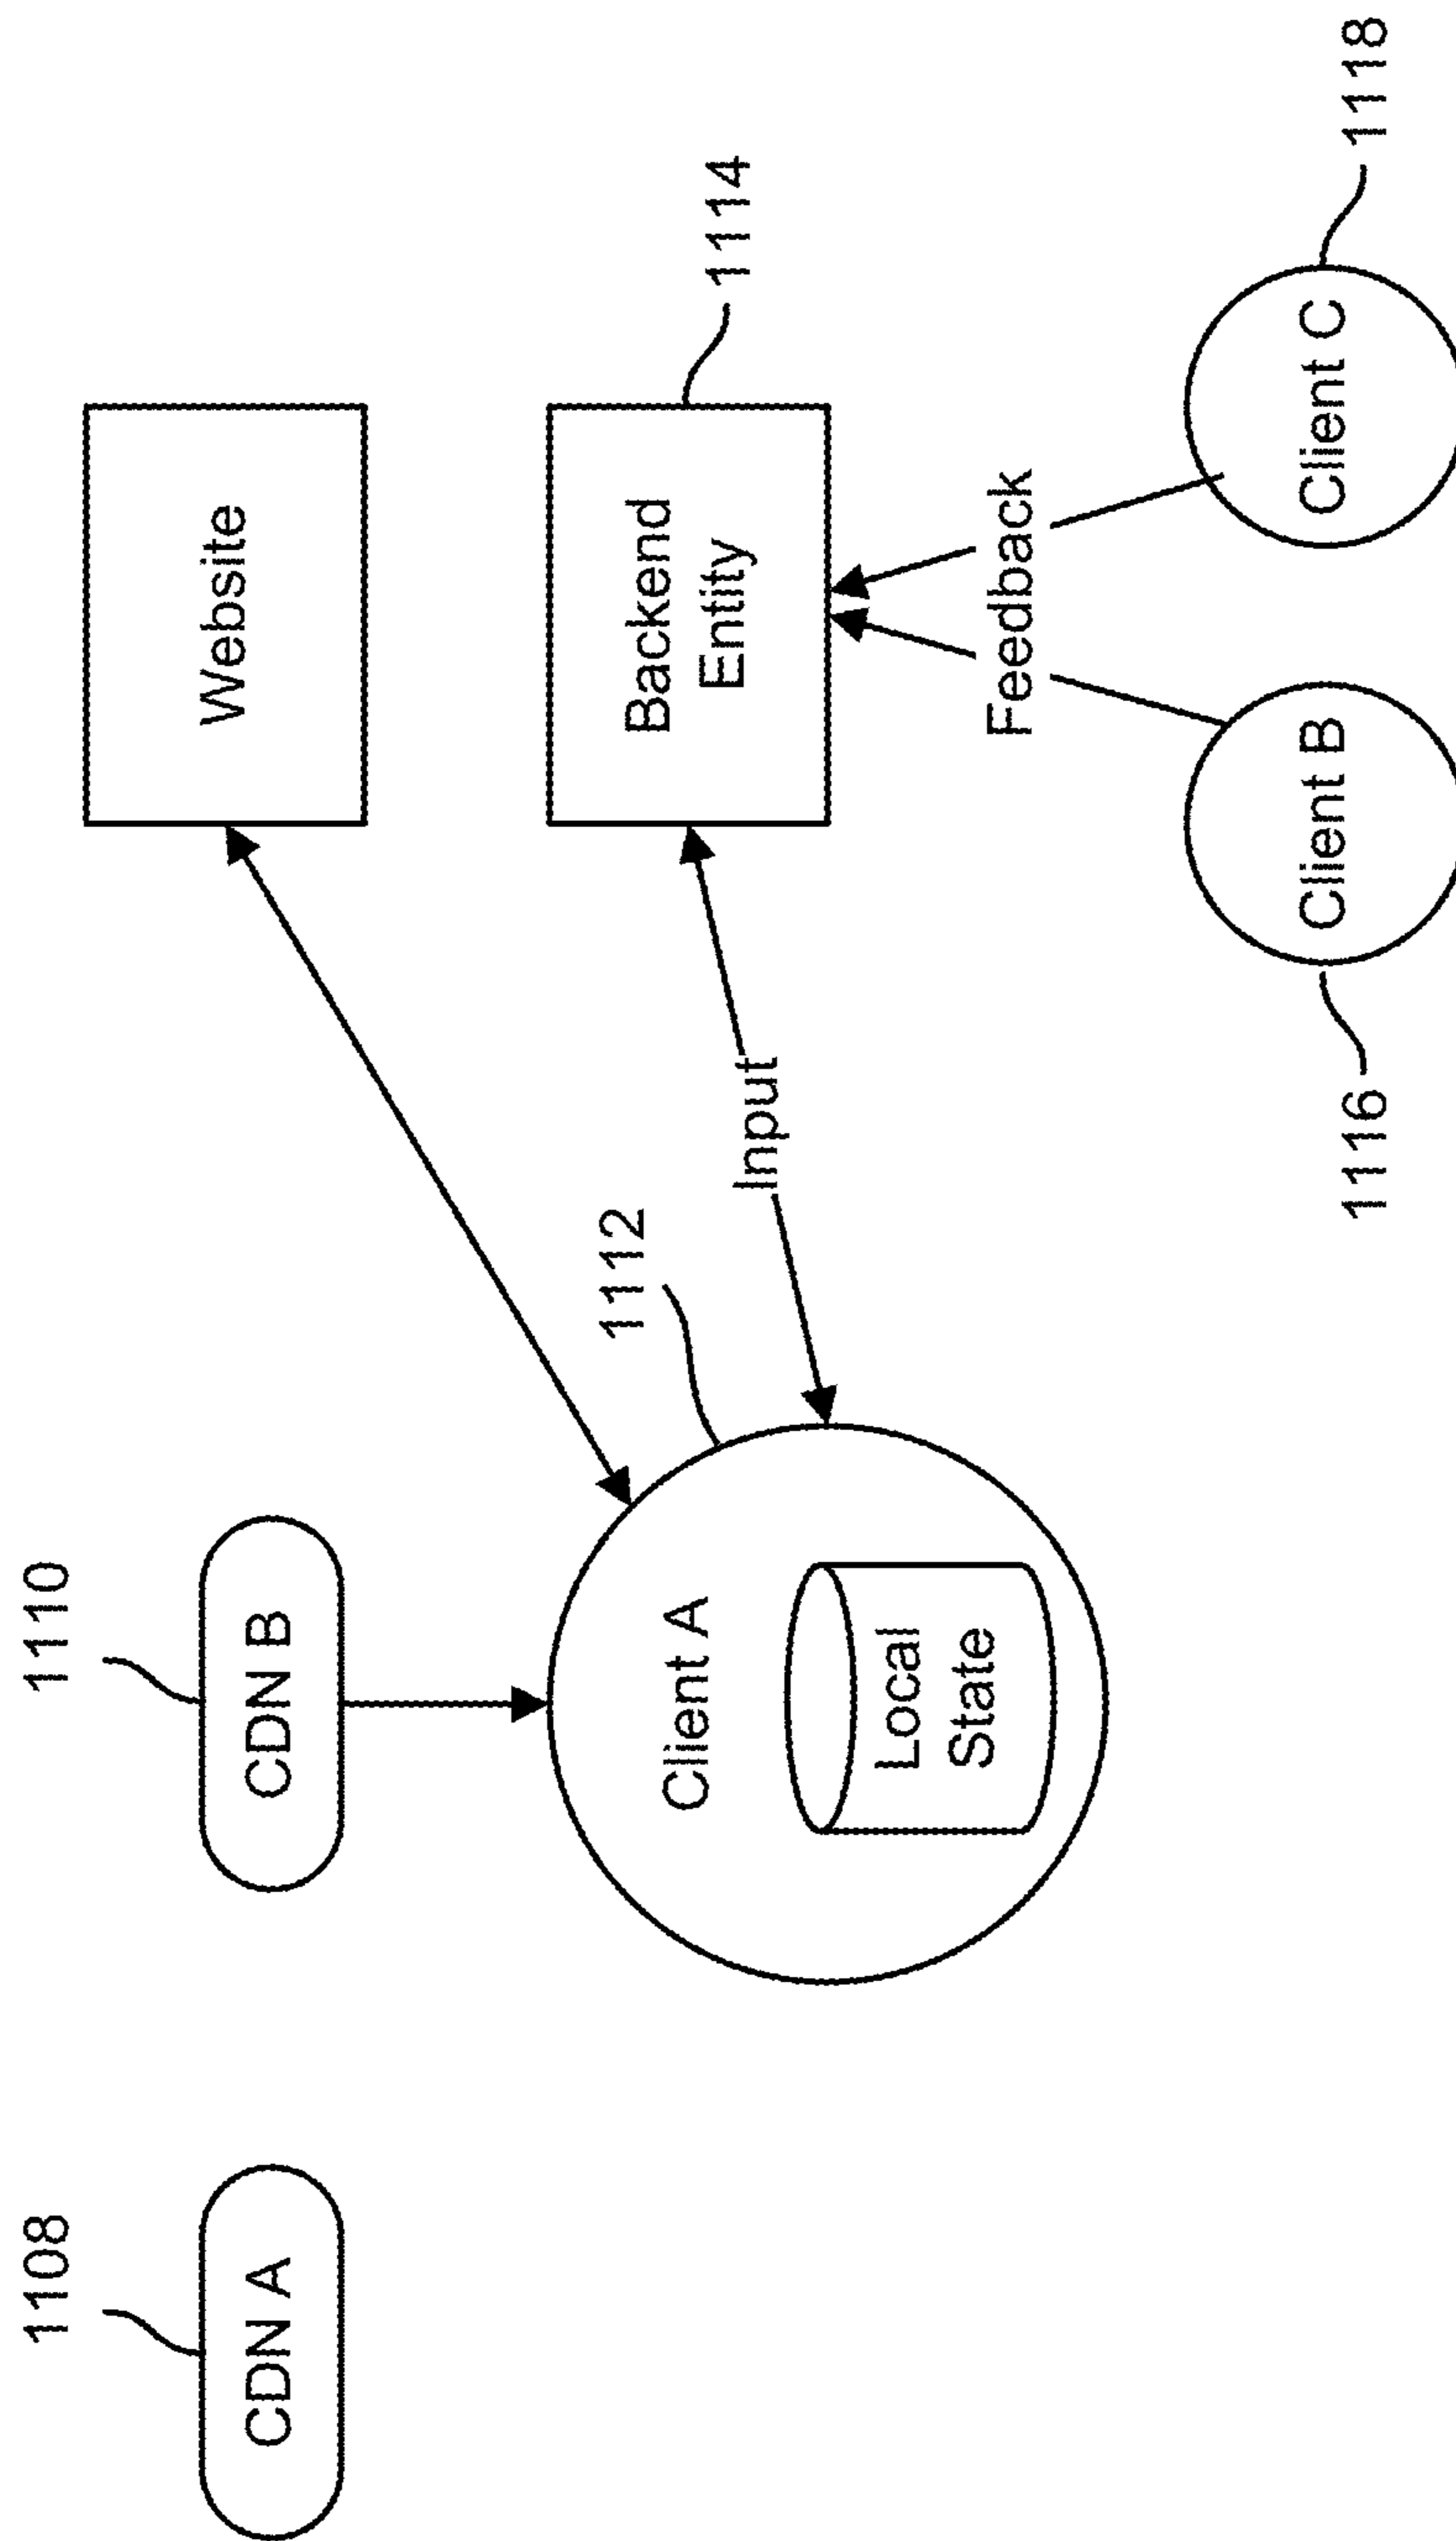 1108
1110
CDN A
CDN B
Website
1112
Client A
Local
State
Input
Backend
Entity
1114
Feedback
Client B
Client C
1116
1118